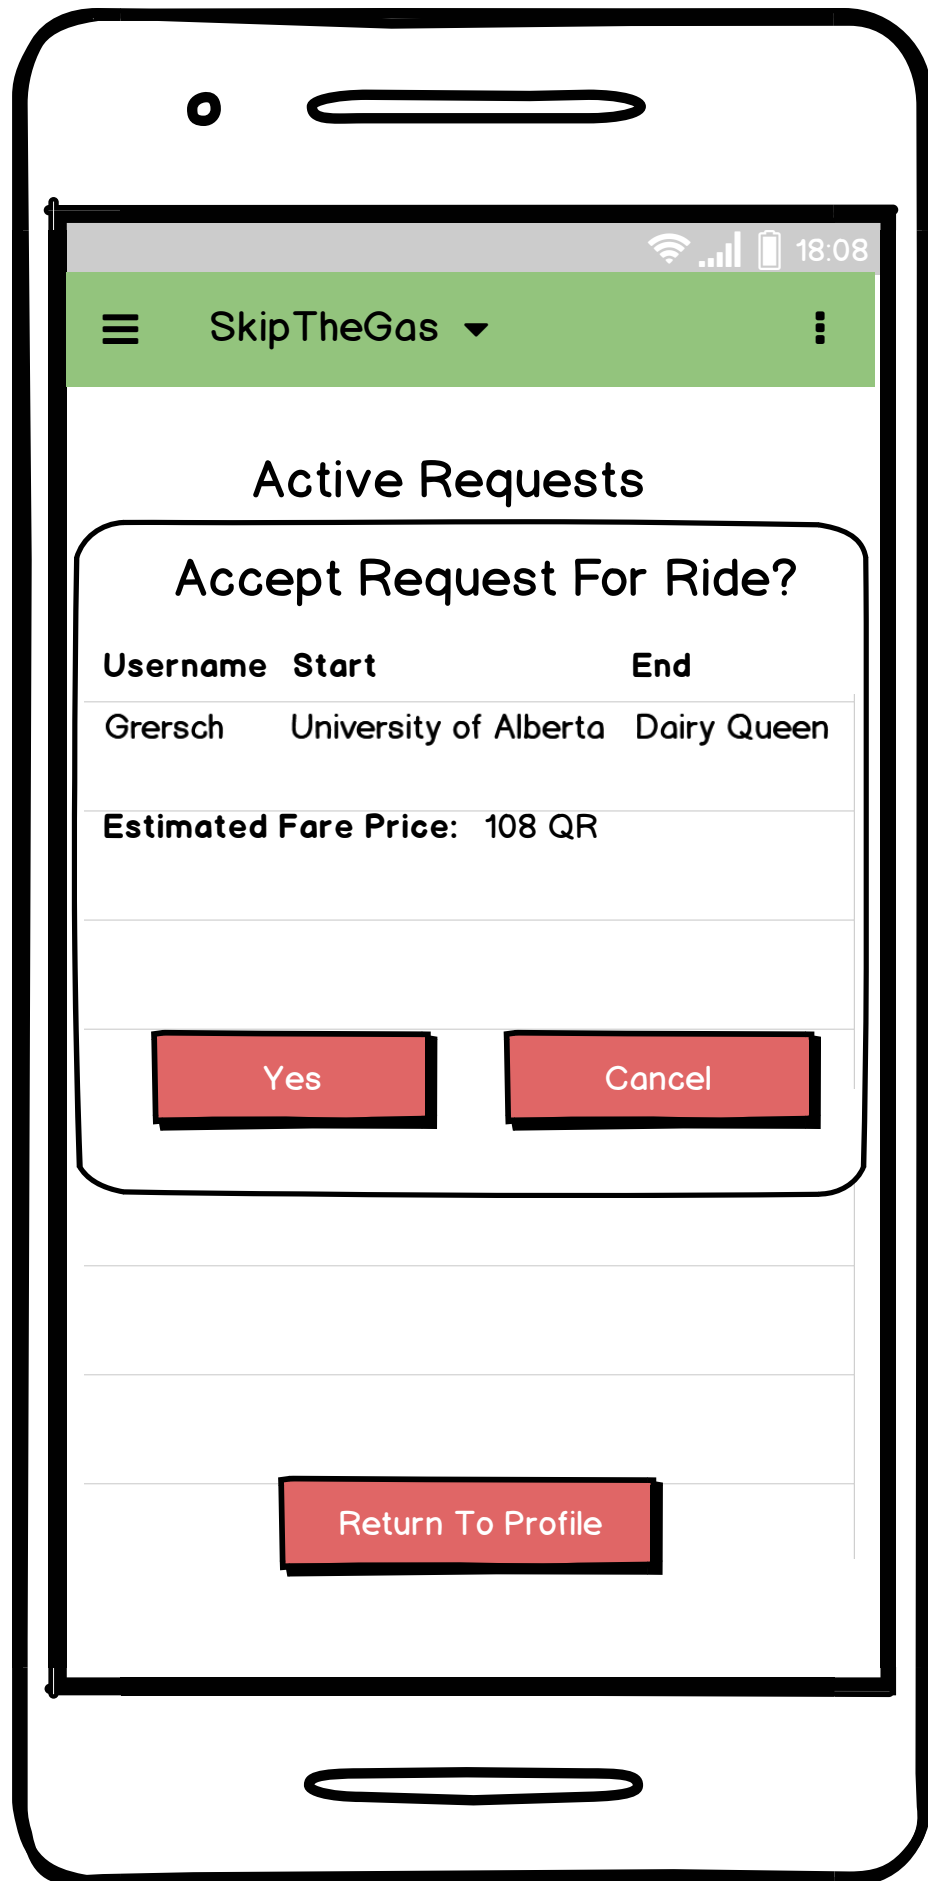 18:08
SkipTheGas
Active Requests
Accept Request For Ride?
Username Start End
Grersch University of Alberta Dairy Queen
Estimated Fare Price: 108 QR
Yes Cancel
Return To Profile